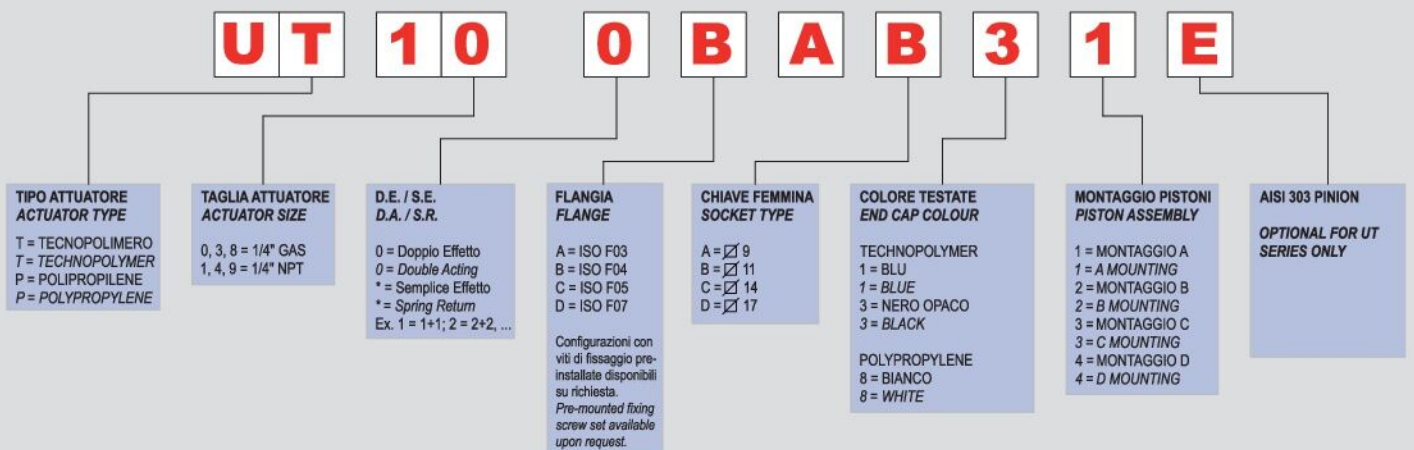 UT 10 0 B A B 3 1 E
TIPO ATTUATORE
ACTUATOR TYPE
T = TECNOPOLIMERO
T = TECHNOPOLYMER
P = POLIPROPILENE
P = POLYPROPYLENE
TAGLIA ATTUATORE
ACTUATOR SIZE
0, 3, 8 = 1/4" GAS
1, 4, 9 = 1/4" NPT
D.E. / S.E.
D.A. / S.R.
0 = Doppio Effetto
0 = Double Acting
* = Semplice Effetto
* = Spring Return
Ex. 1 = 1+1; 2 = 2+2, ...
FLANGIA
FLANGE
A = ISO F03
B = ISO F04
C = ISO F05
D = ISO F07
Configurazioni con
viti di fissaggio pre-
installate disponibili
su richiesta.
Pre-mounted fixing
screw set available
upon request.
CHIAVE FEMMINA
SOCKET TYPE
A = 9
B = 11
C = 14
D = 17
COLORE TESTATE
END CAP COLOUR
TECHNOPOLYMER
1 = BLU
1 = BLUE
3 = NERO OPACO
3 = BLACK
POLYPROPYLENE
8 = BIANCO
8 = WHITE
MONTAGGIO PISTONI
PISTON ASSEMBLY
1 = MONTAGGIO A
1 = A MOUNTING
2 = MONTAGGIO B
2 = B MOUNTING
3 = MONTAGGIO C
3 = C MOUNTING
4 = MONTAGGIO D
4 = D MOUNTING
AISI 303 PINION
OPTIONAL FOR UT
SERIES ONLY